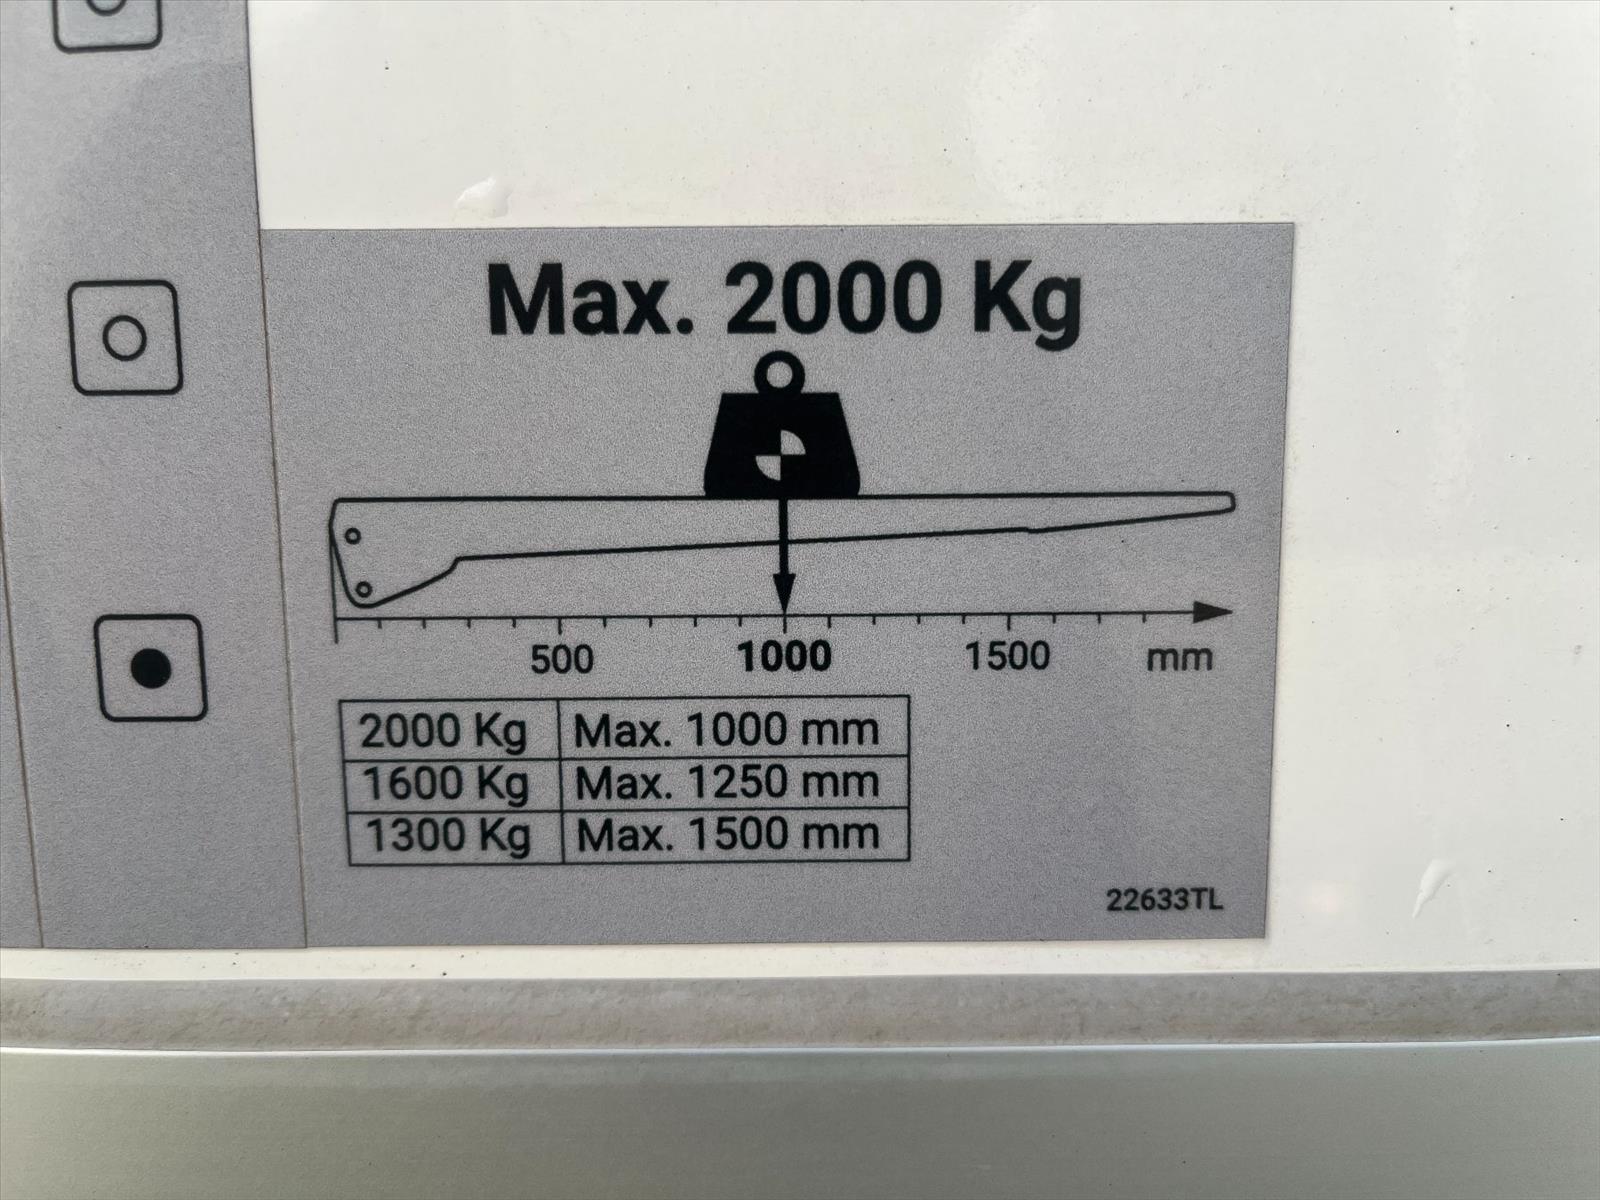 Max. 2000 Kg
500 1000 1500 mm
2000 Kg Max. 1000 mm
1600 Kg Max. 1250 mm
1300 Kg Max. 1500 mm
22633TL